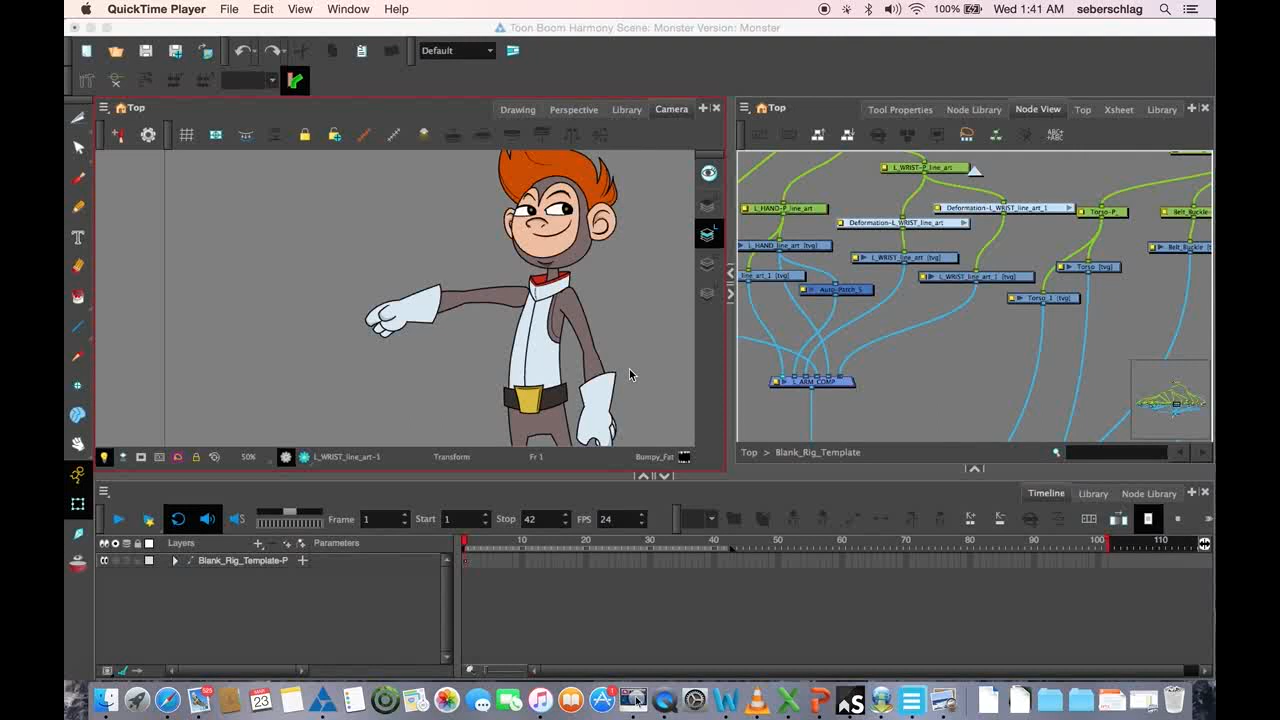 QuickTime Player File Edit View Window Help 100% Wed 1:41 AM seberschlag
Toon Boom Harmony Scene: Monster Version: Monster
Default
Top Drawing Perspective Library Camera
Top Tool Properties Node Library Node View Top Xsheet Library
ABC
L_WRIST-P_line_art
L_HAND-P_line_art
Deformation-L_WRIST_line_art_1
Torso-P_
Belt_Buckle
Deformation-L_WRIST_line_art
L_HAND_line_art (tvg)
Belt_Buckle (tvg)
L_WRIST_line_art (tvg)
Torso (tvg)
line_art_1 (tvg)
L_WRIST_line_art_1 (tvg)
Auto-Patch_5
Torso_1 (tvg)
L_ARM_COMP
50% L_WRIST_line_art-1 Transform Fr 1 Bumpy_Fat
Top > Blank_Rig_Template
Timeline Library Node Library
Frame 1 Start 1 Stop 42 FPS 24
Layers Parameters
10 20 30 40 50 60 70 80 90 100 110
Blank_Rig_Template-P
MAR 23